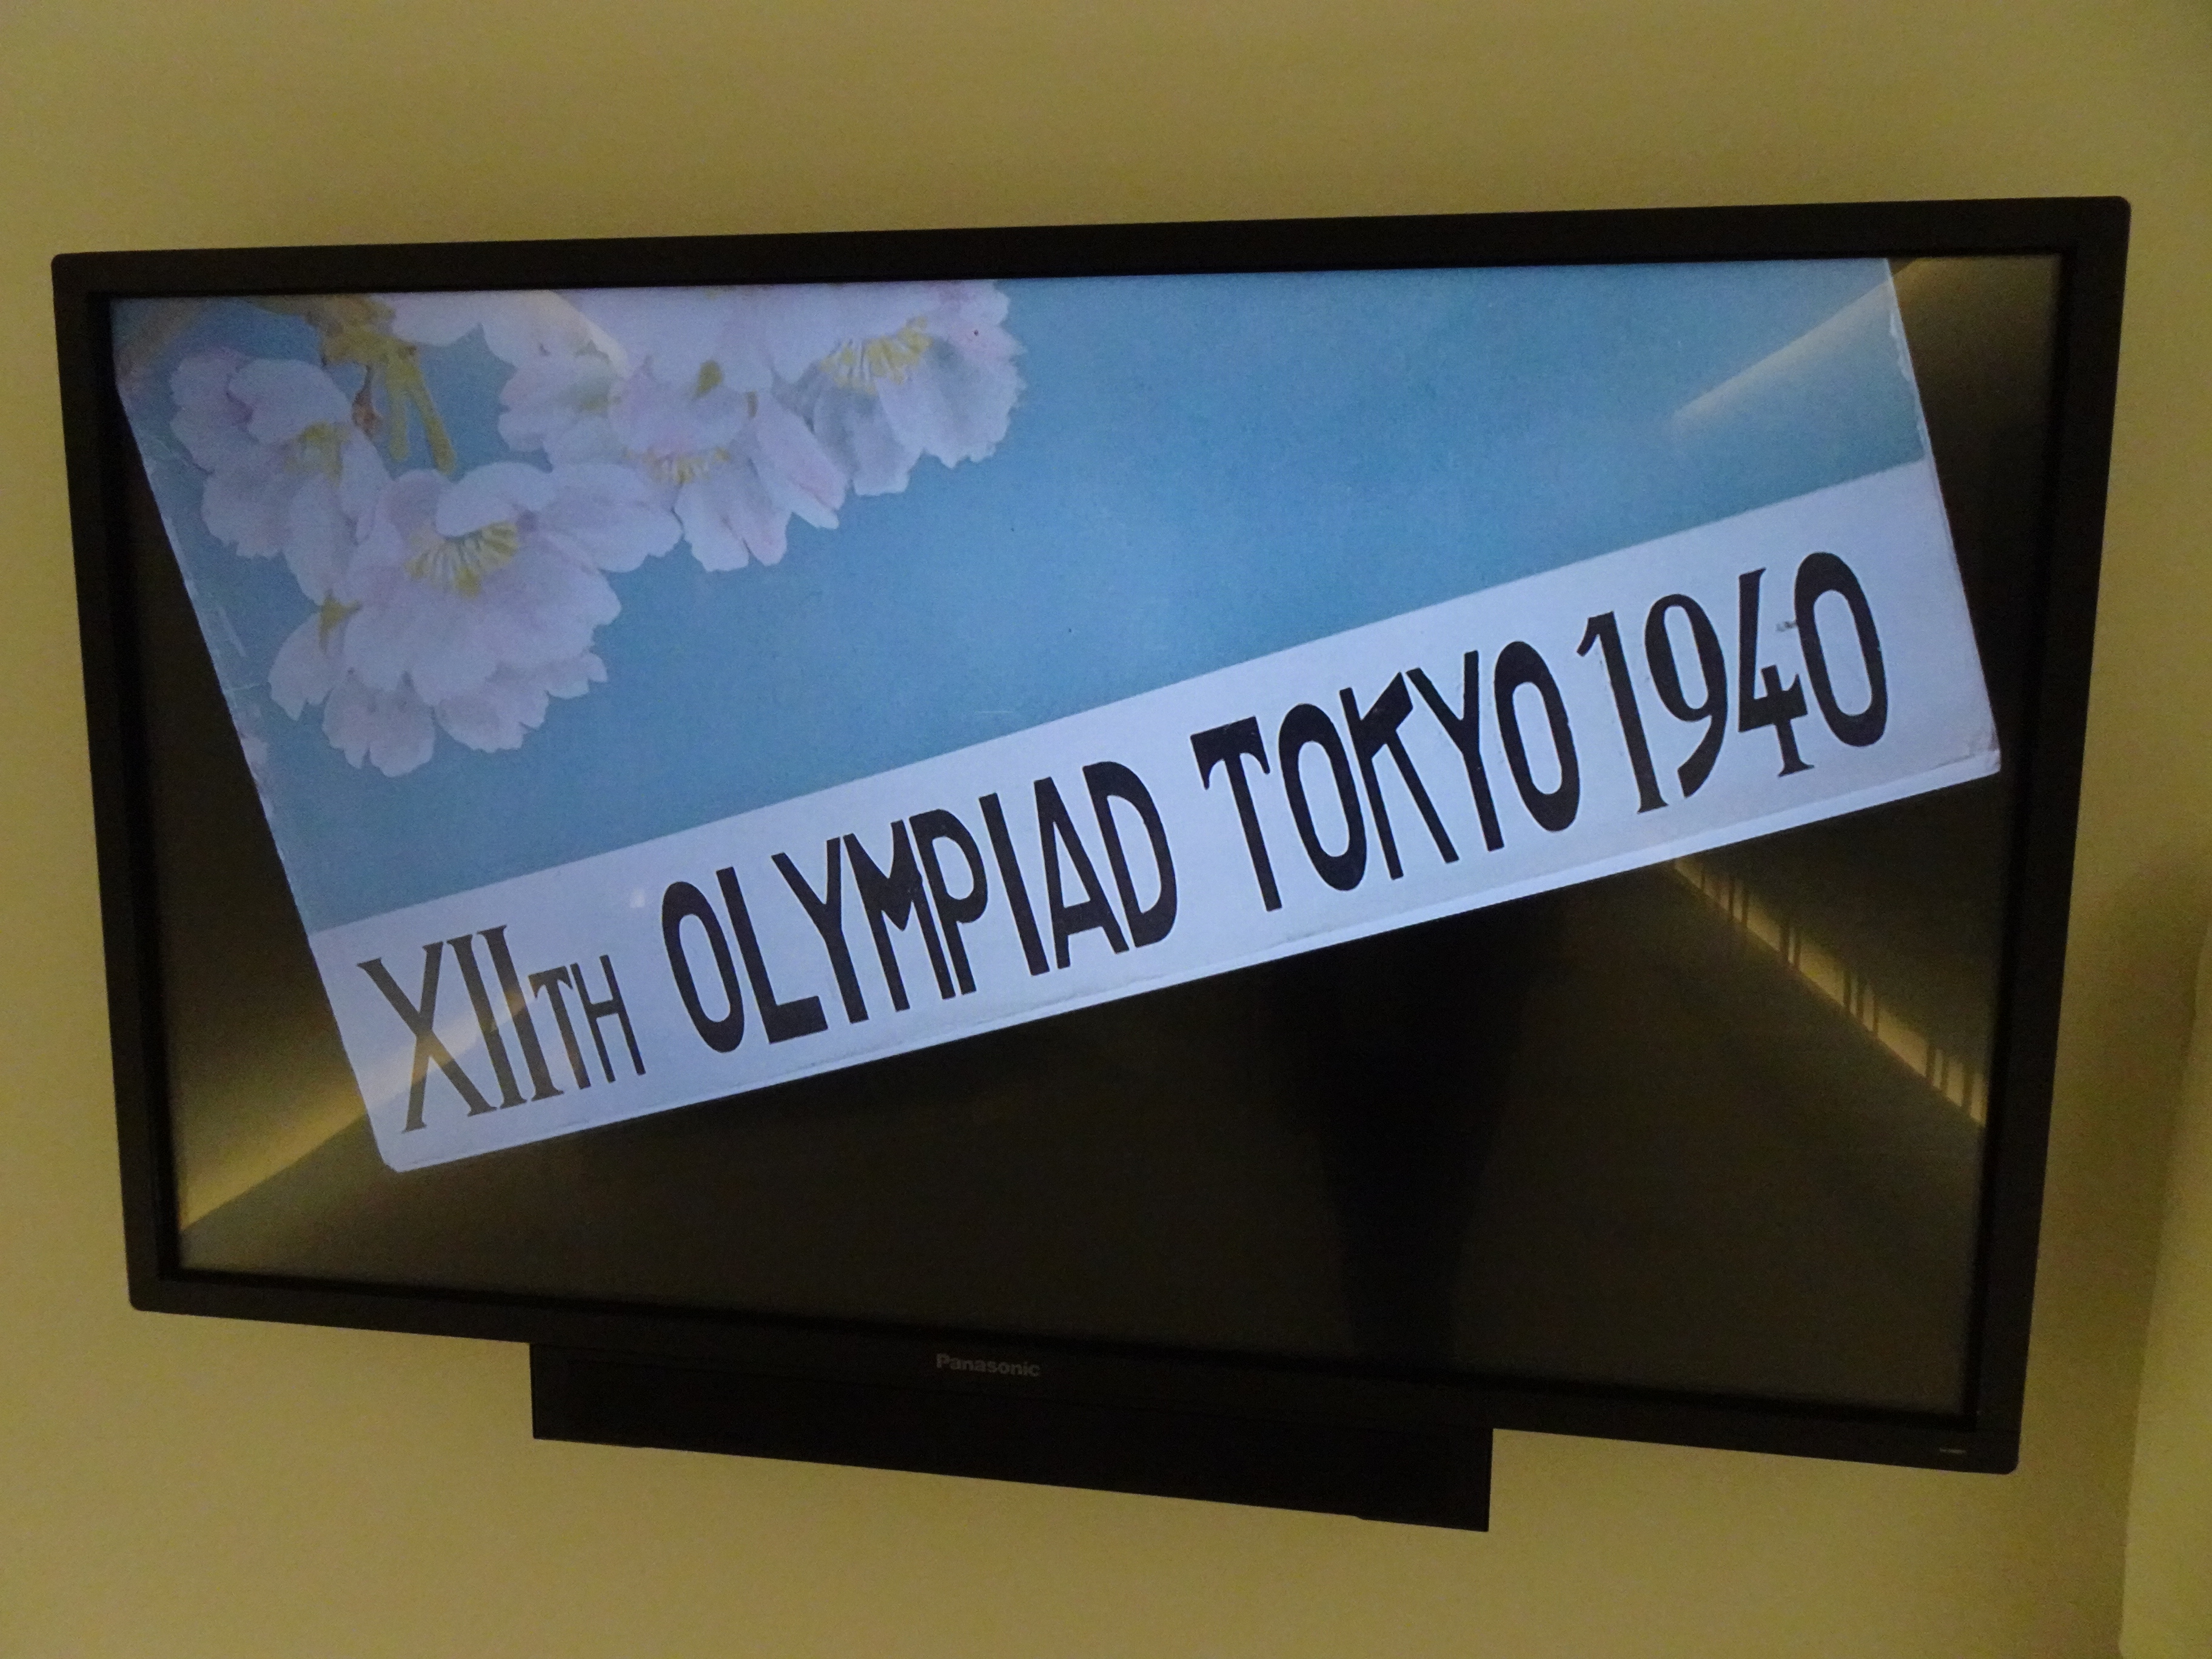 XIITH OLYMPIAD TOKYO 1940
Panasonic